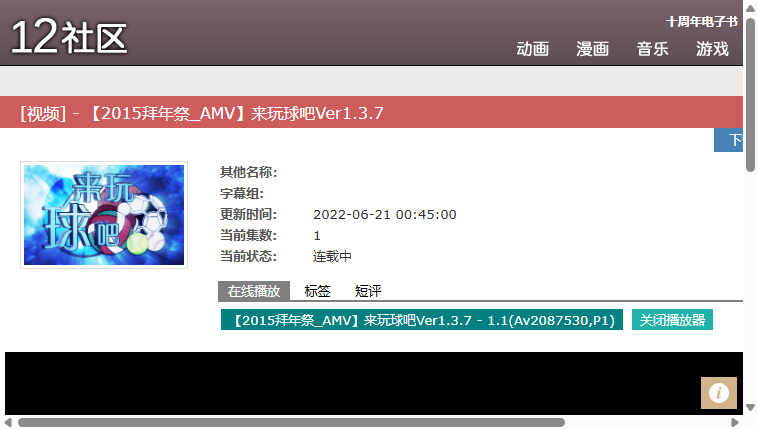 12社区
十周年电子书
动画 漫画 音乐 游戏
[视频] - 【2015拜年祭_AMV】来玩球吧Ver1.3.7
来玩球吧
其他名称:
字幕组:
更新时间: 2022-06-21 00:45:00
当前集数: 1
当前状态: 连载中
在线播放 标签 短评
【2015拜年祭_AMV】来玩球吧Ver1.3.7 - 1.1(Av2087530,P1) 关闭播放器